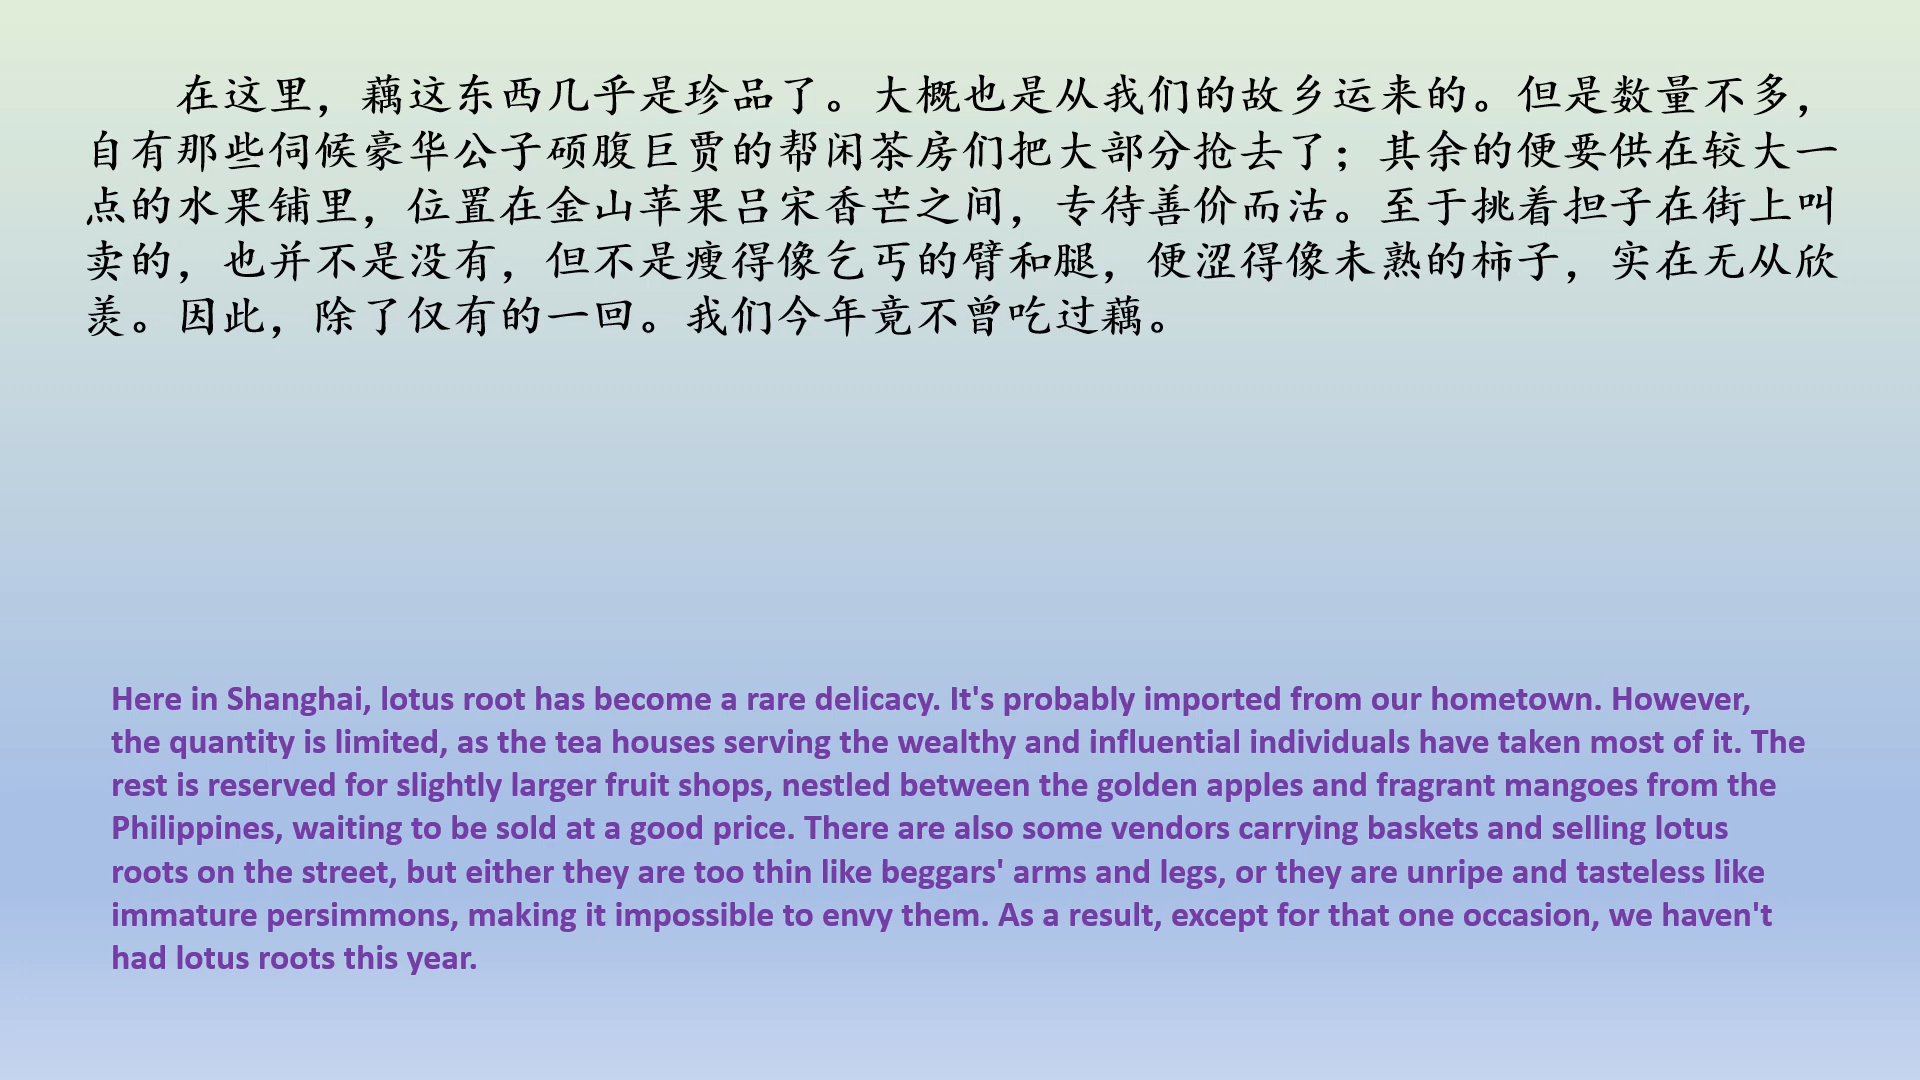 在这里，藕这东西几乎是珍品了。大概也是从我们的故乡运来的。但是数量不多，
自有那些伺候豪华公子硕腹巨贾的帮闲茶房们把大部分抢去了；其余的便要供在较大一
点的水果铺里，位置在金山苹果吕宋香芒之间，专待善价而沽。至于挑着担子在街上叫
卖的，也并不是没有，但不是瘦得像乞丐的臂和腿，便涩得像未熟的柿子，实在无从欣
羡。因此，除了仅有的一回。我们今年竟不曾吃过藕。
Here in Shanghai, lotus root has become a rare delicacy. It's probably imported from our hometown. However,
the quantity is limited, as the tea houses serving the wealthy and influential individuals have taken most of it. The
rest is reserved for slightly larger fruit shops, nestled between the golden apples and fragrant mangoes from the
Philippines, waiting to be sold at a good price. There are also some vendors carrying baskets and selling lotus
roots on the street, but either they are too thin like beggars' arms and legs, or they are unripe and tasteless like
immature persimmons, making it impossible to envy them. As a result, except for that one occasion, we haven't
had lotus roots this year.